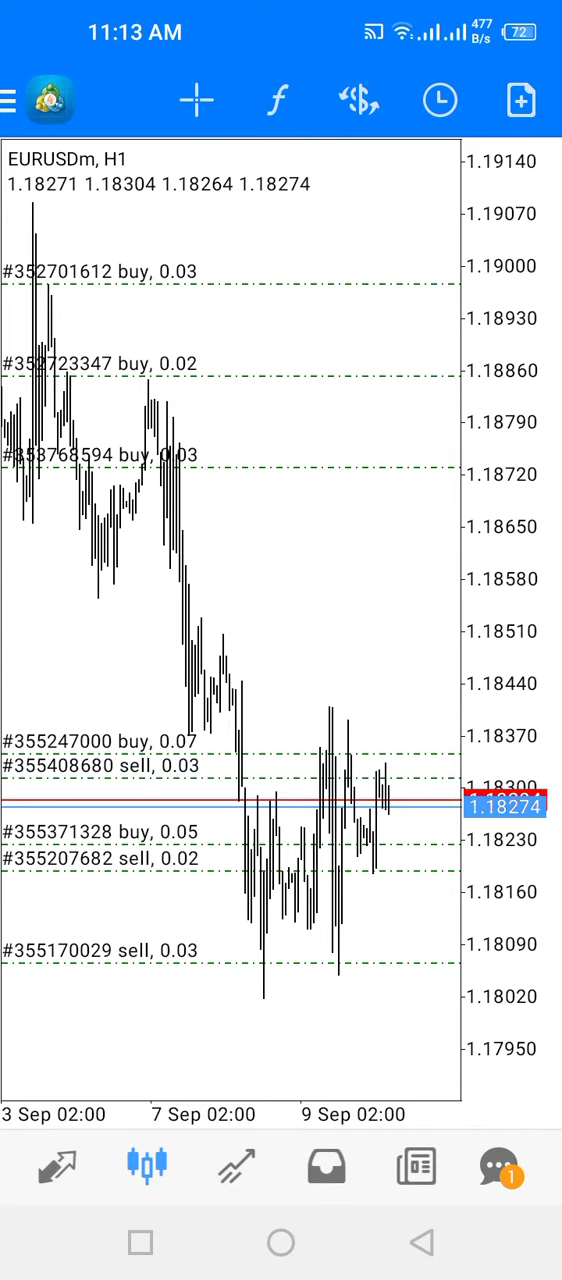 11:13 AM
477
B/s
72
f
EURUSDm, H1
1.18271 1.18304 1.18264 1.18274
1.19140
1.19070
#352701612 buy, 0.03
1.19000
1.18930
#352723347 buy, 0.02
1.18860
1.18790
#353768594 buy, 0.03
1.18720
1.18650
1.18580
1.18510
1.18440
#355247000 buy, 0.07
1.18370
#355408680 sell, 0.03
1.18300
1.18274
#355371328 buy, 0.05
1.18230
#355207682 sell, 0.02
1.18160
#355170029 sell, 0.03
1.18090
1.18020
1.17950
3 Sep 02:00
7 Sep 02:00
9 Sep 02:00
1